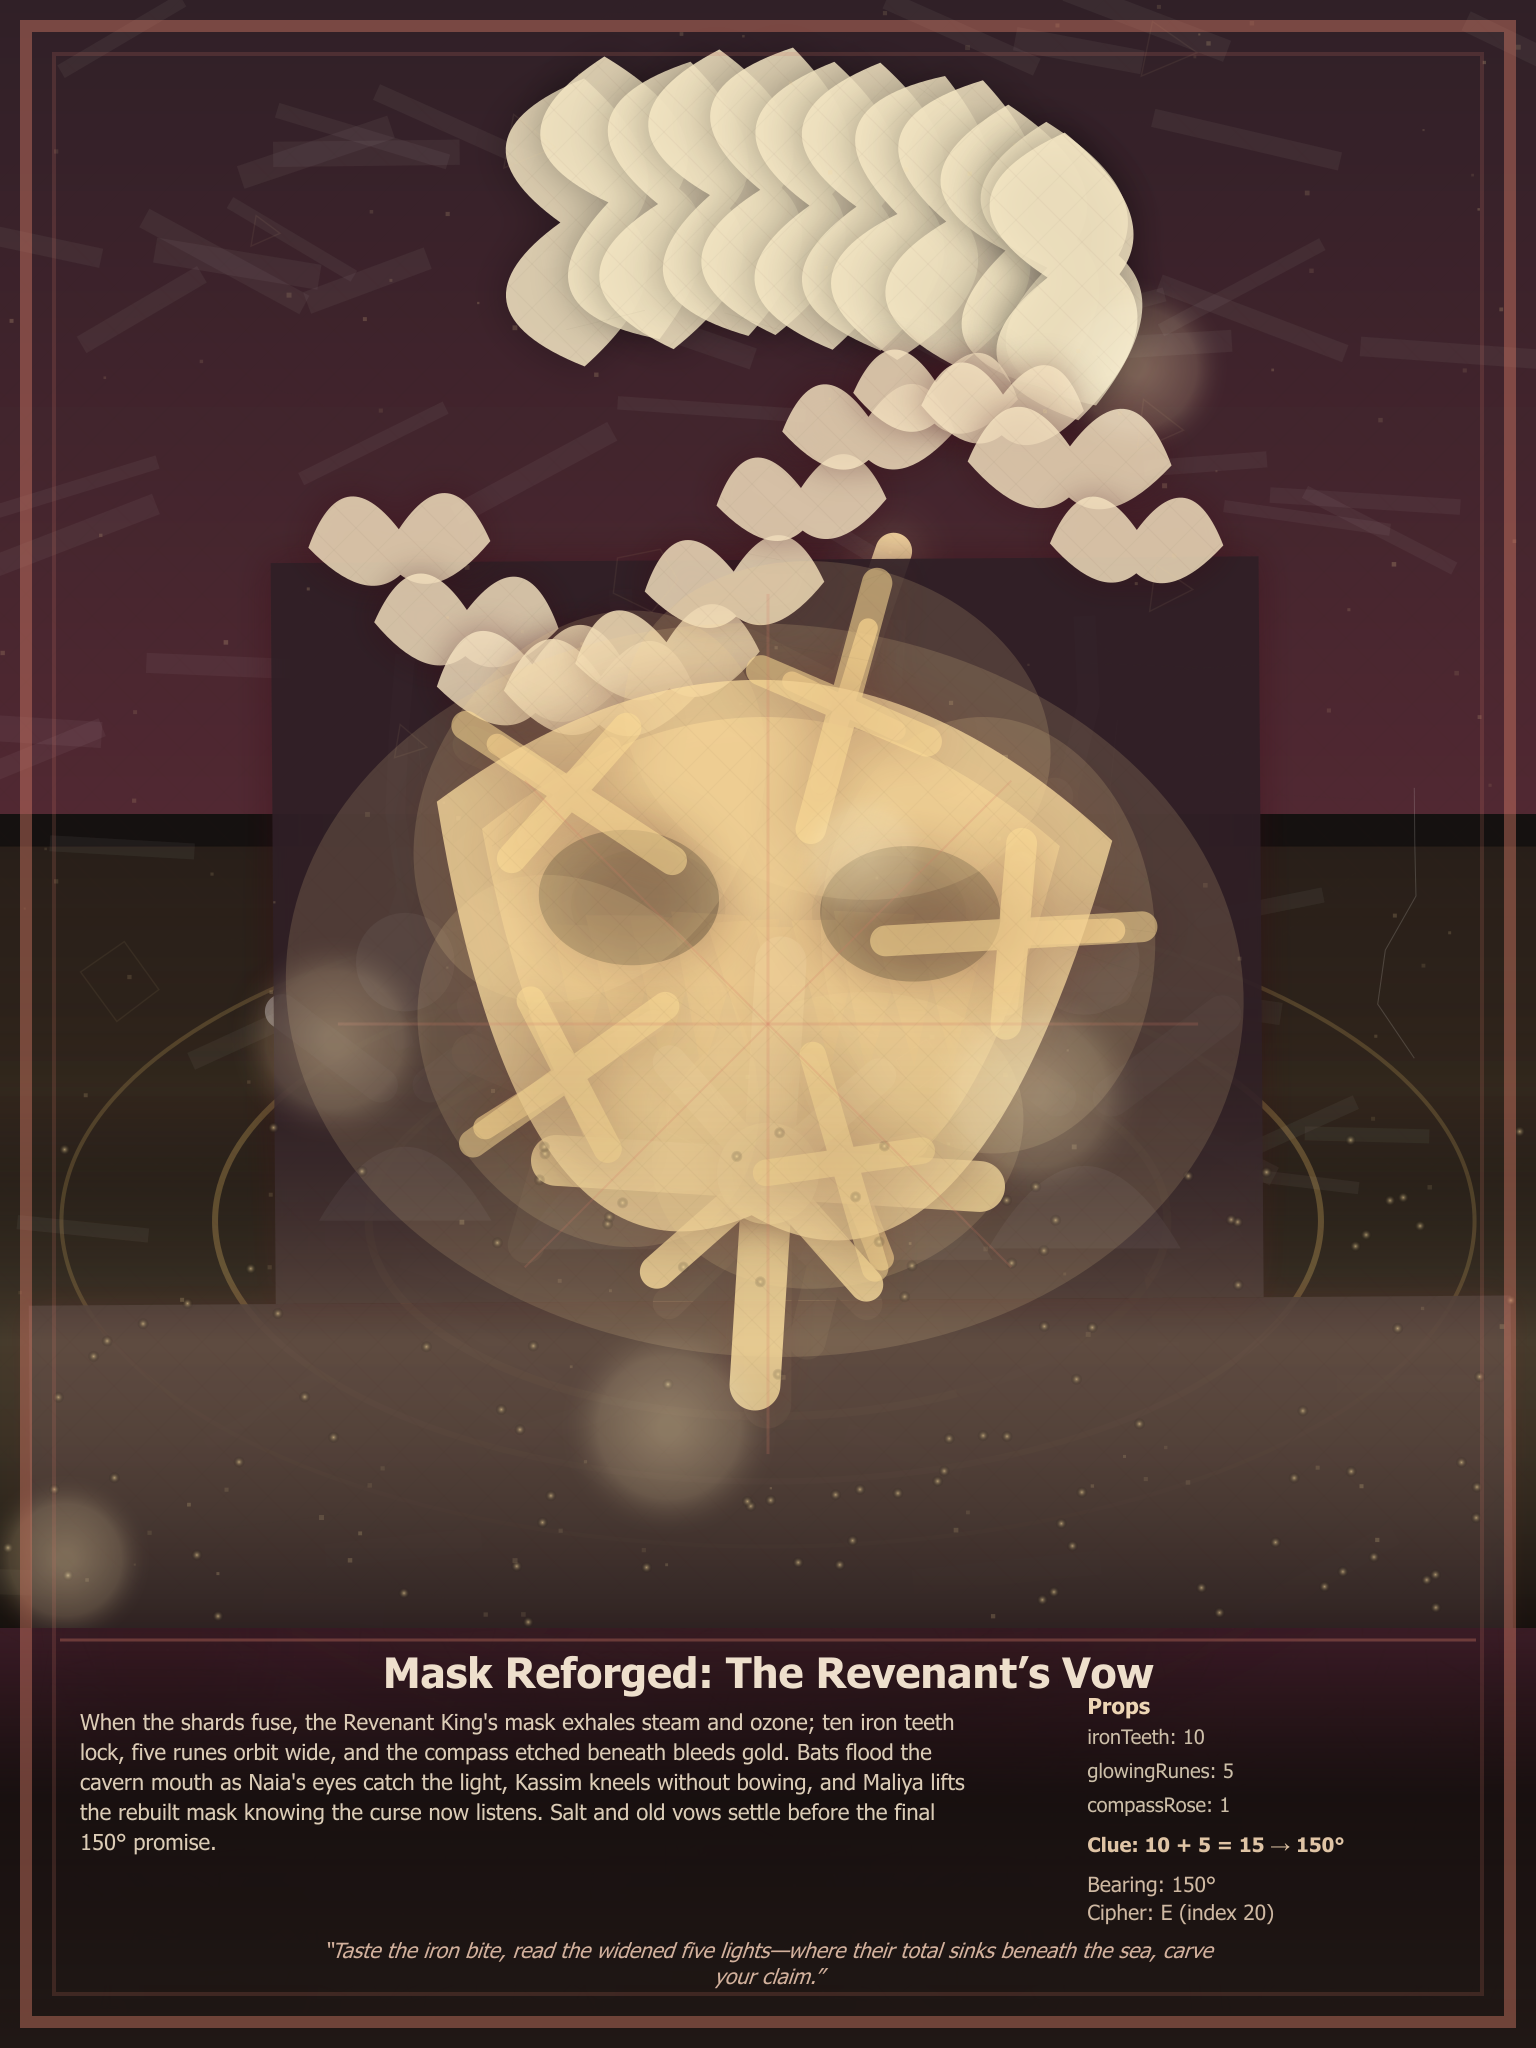 Mask Reforged: The Revenant’s Vow
When the shards fuse, the Revenant King's mask exhales steam and ozone; ten iron teeth
lock, five runes orbit wide, and the compass etched beneath bleeds gold. Bats flood the
cavern mouth as Naia's eyes catch the light, Kassim kneels without bowing, and Maliya lifts
the rebuilt mask knowing the curse now listens. Salt and old vows settle before the final
150° promise.
Props
ironTeeth: 10
glowingRunes: 5
compassRose: 1
Clue: 10 + 5 = 15 → 150°
Bearing: 150°
Cipher: E (index 20)
"Taste the iron bite, read the widened five lights—where their total sinks beneath the sea, carve
your claim.”